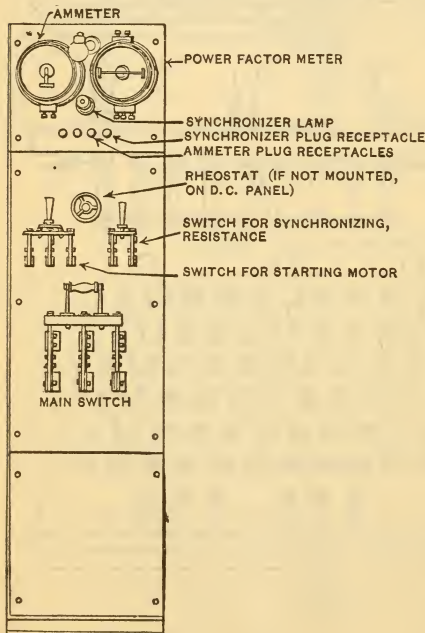 AMMETER
POWER FACTOR METER
SYNCHRONIZER LAMP
SYNCHRONIZER PLUG RECEPTACLE
AMMETER PLUG RECEPTACLES
RHEOSTAT (IF NOT MOUNTED,
ON D.C. PANEL)
SWITCH FOR SYNCHRONIZING,
RESISTANCE
SWITCH FOR STARTING MOTOR
MAIN SWITCH